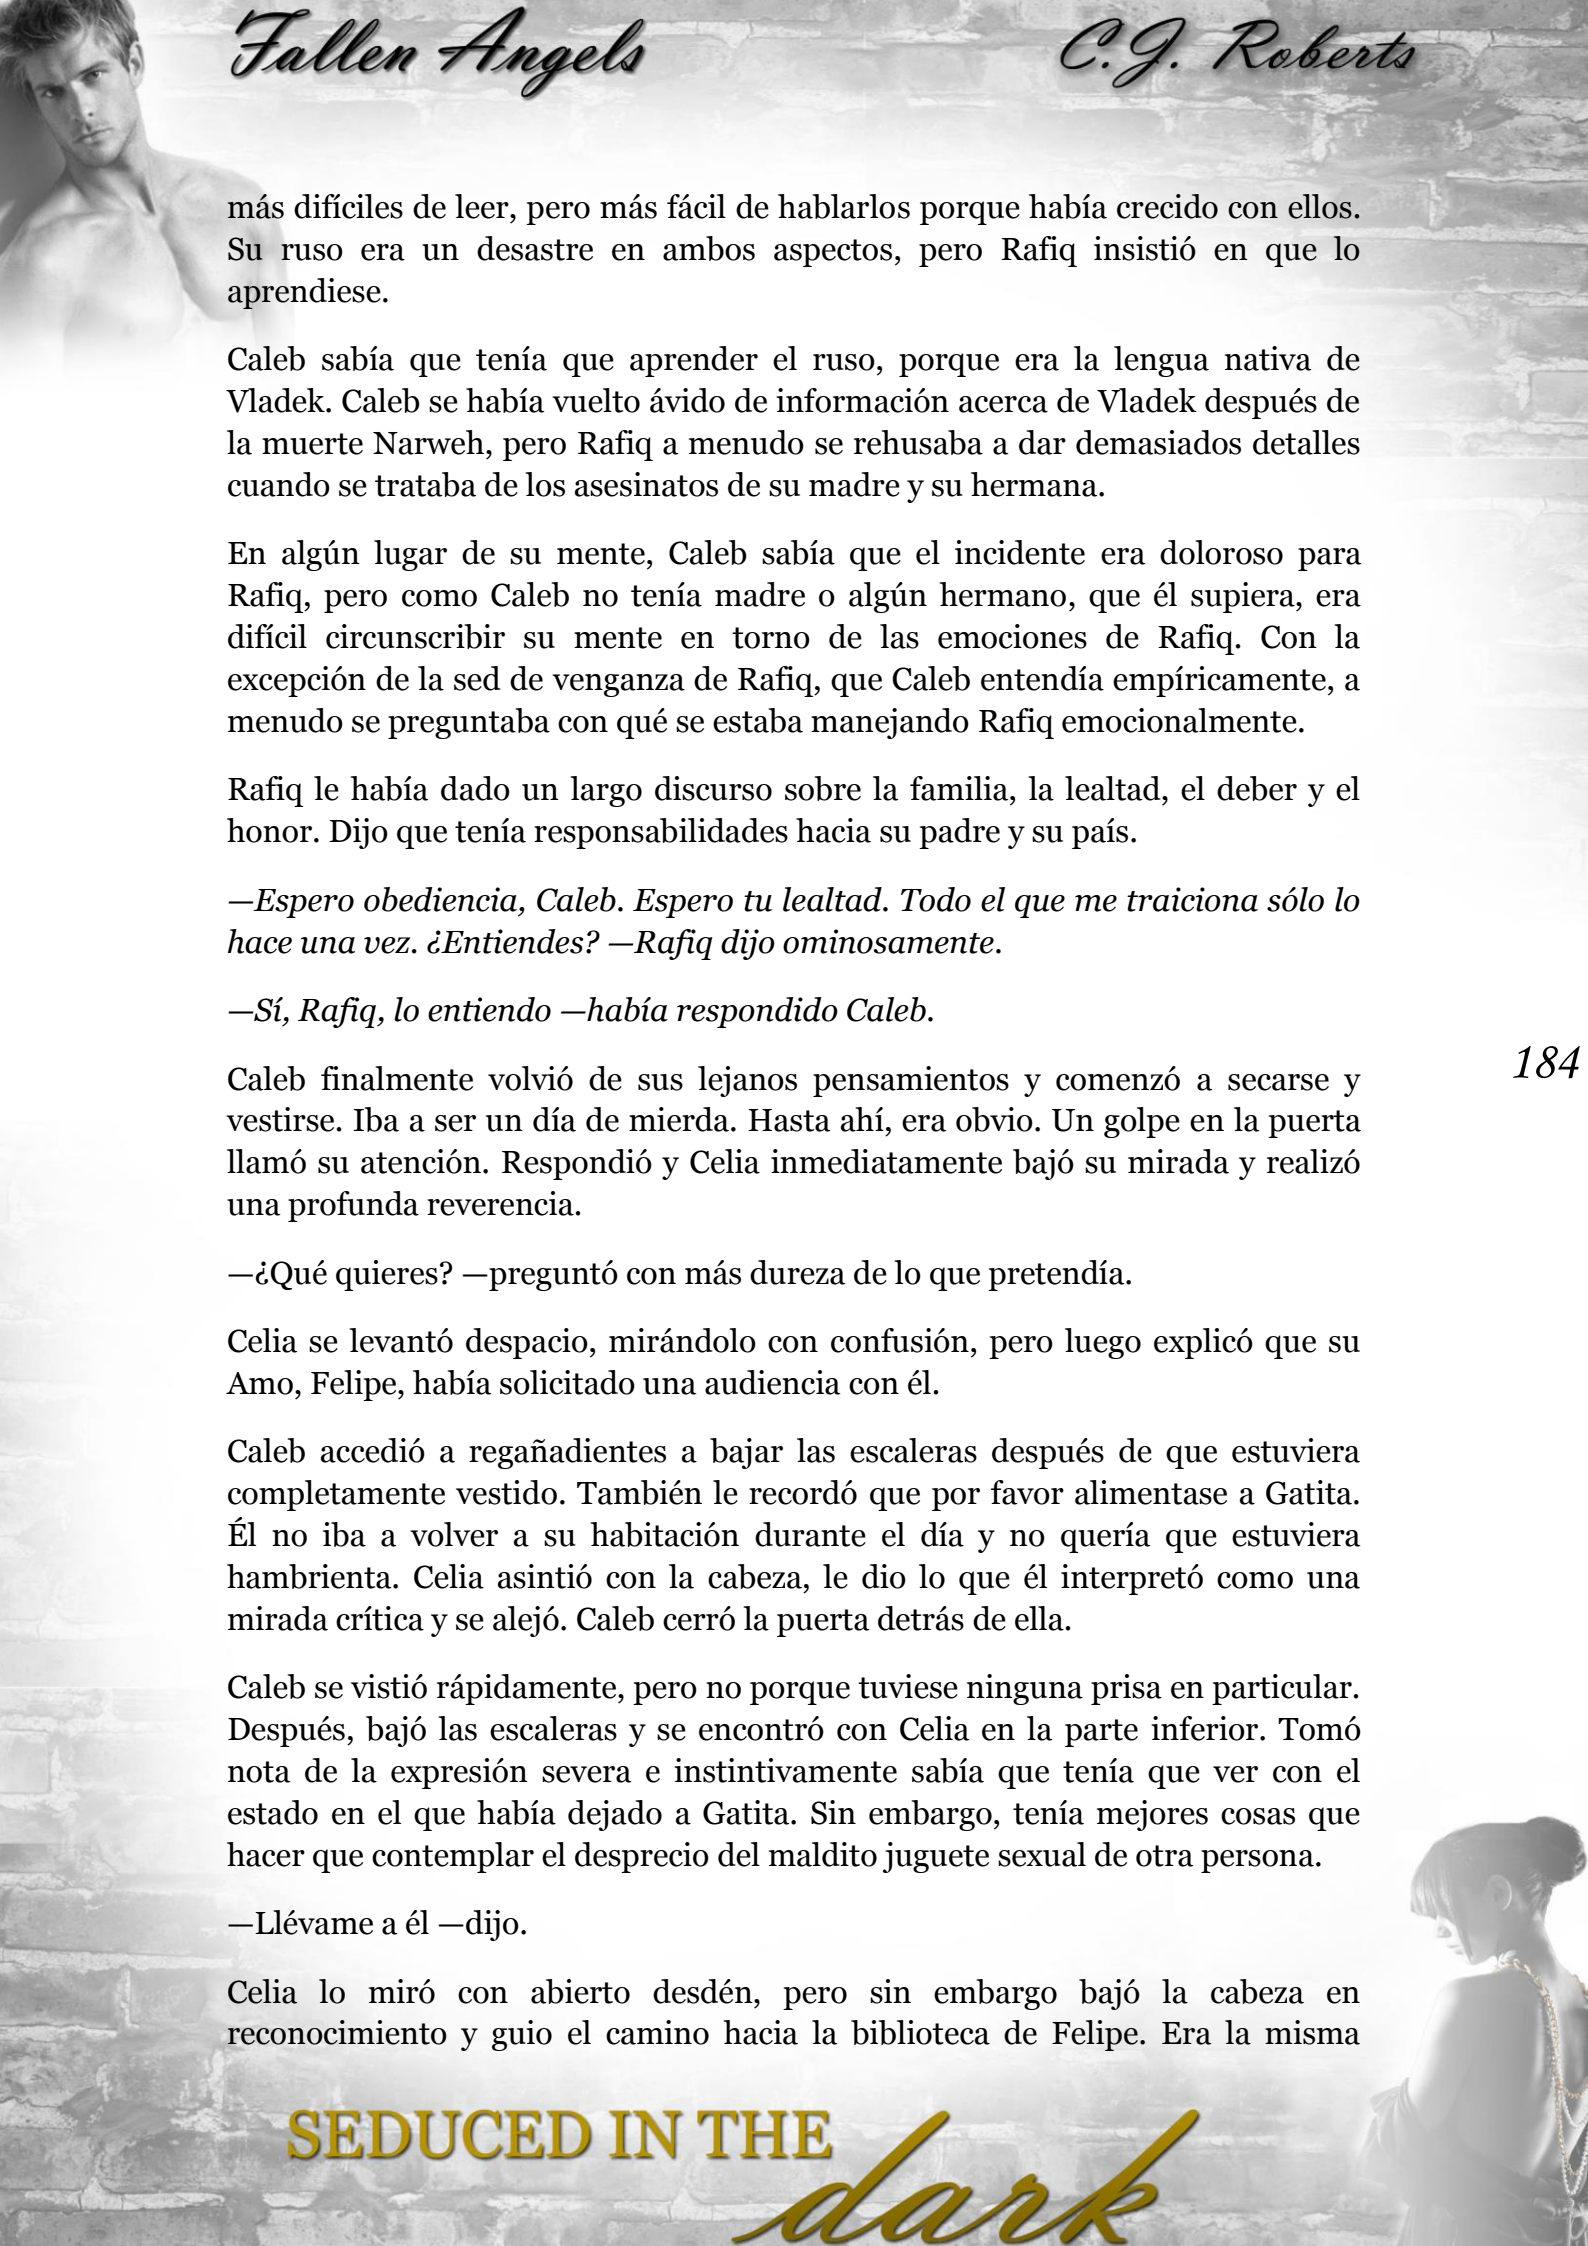 Fallen Angels
C.J. Roberts
más difíciles de leer, pero más fácil de hablarlos porque había crecido con ellos.
Su ruso era un desastre en ambos aspectos, pero Rafiq insistió en que lo
aprendiese.
Caleb sabía que tenía que aprender el ruso, porque era la lengua nativa de
Vladek. Caleb se había vuelto ávido de información acerca de Vladek después de
la muerte Narweh, pero Rafiq a menudo se rehusaba a dar demasiados detalles
cuando se trataba de los asesinatos de su madre y su hermana.
En algún lugar de su mente, Caleb sabía que el incidente era doloroso para
Rafiq, pero como Caleb no tenía madre o algún hermano, que él supiera, era
difícil circunscribir su mente en torno de las emociones de Rafiq. Con la
excepción de la sed de venganza de Rafiq, que Caleb entendía empíricamente, a
menudo se preguntaba con qué se estaba manejando Rafiq emocionalmente.
Rafiq le había dado un largo discurso sobre la familia, la lealtad, el deber y el
honor. Dijo que tenía responsabilidades hacia su padre y su país.
—Espero obediencia, Caleb. Espero tu lealtad. Todo el que me traiciona sólo lo
hace una vez. ¿Entiendes? —Rafiq dijo ominosamente.
—Sí, Rafiq, lo entiendo —había respondido Caleb.
Caleb finalmente volvió de sus lejanos pensamientos y comenzó a secarse y
vestirse. Iba a ser un día de mierda. Hasta ahí, era obvio. Un golpe en la puerta
llamó su atención. Respondió y Celia inmediatamente bajó su mirada y realizó
una profunda reverencia.
—¿Qué quieres? —preguntó con más dureza de lo que pretendía.
Celia se levantó despacio, mirándolo con confusión, pero luego explicó que su
Amo, Felipe, había solicitado una audiencia con él.
Caleb accedió a regañadientes a bajar las escaleras después de que estuviera
completamente vestido. También le recordó que por favor alimentase a Gatita.
Él no iba a volver a su habitación durante el día y no quería que estuviera
hambrienta. Celia asintió con la cabeza, le dio lo que él interpretó como una
mirada crítica y se alejó. Caleb cerró la puerta detrás de ella.
Caleb se vistió rápidamente, pero no porque tuviese ninguna prisa en particular.
Después, bajó las escaleras y se encontró con Celia en la parte inferior. Tomó
nota de la expresión severa e instintivamente sabía que tenía que ver con el
estado en el que había dejado a Gatita. Sin embargo, tenía mejores cosas que
hacer que contemplar el desprecio del maldito juguete sexual de otra persona.
—Llévame a él —dijo.
Celia lo miró con abierto desdén, pero sin embargo bajó la cabeza en
reconocimiento y guio el camino hacia la biblioteca de Felipe. Era la misma
184
SEDUCED IN THE
dark